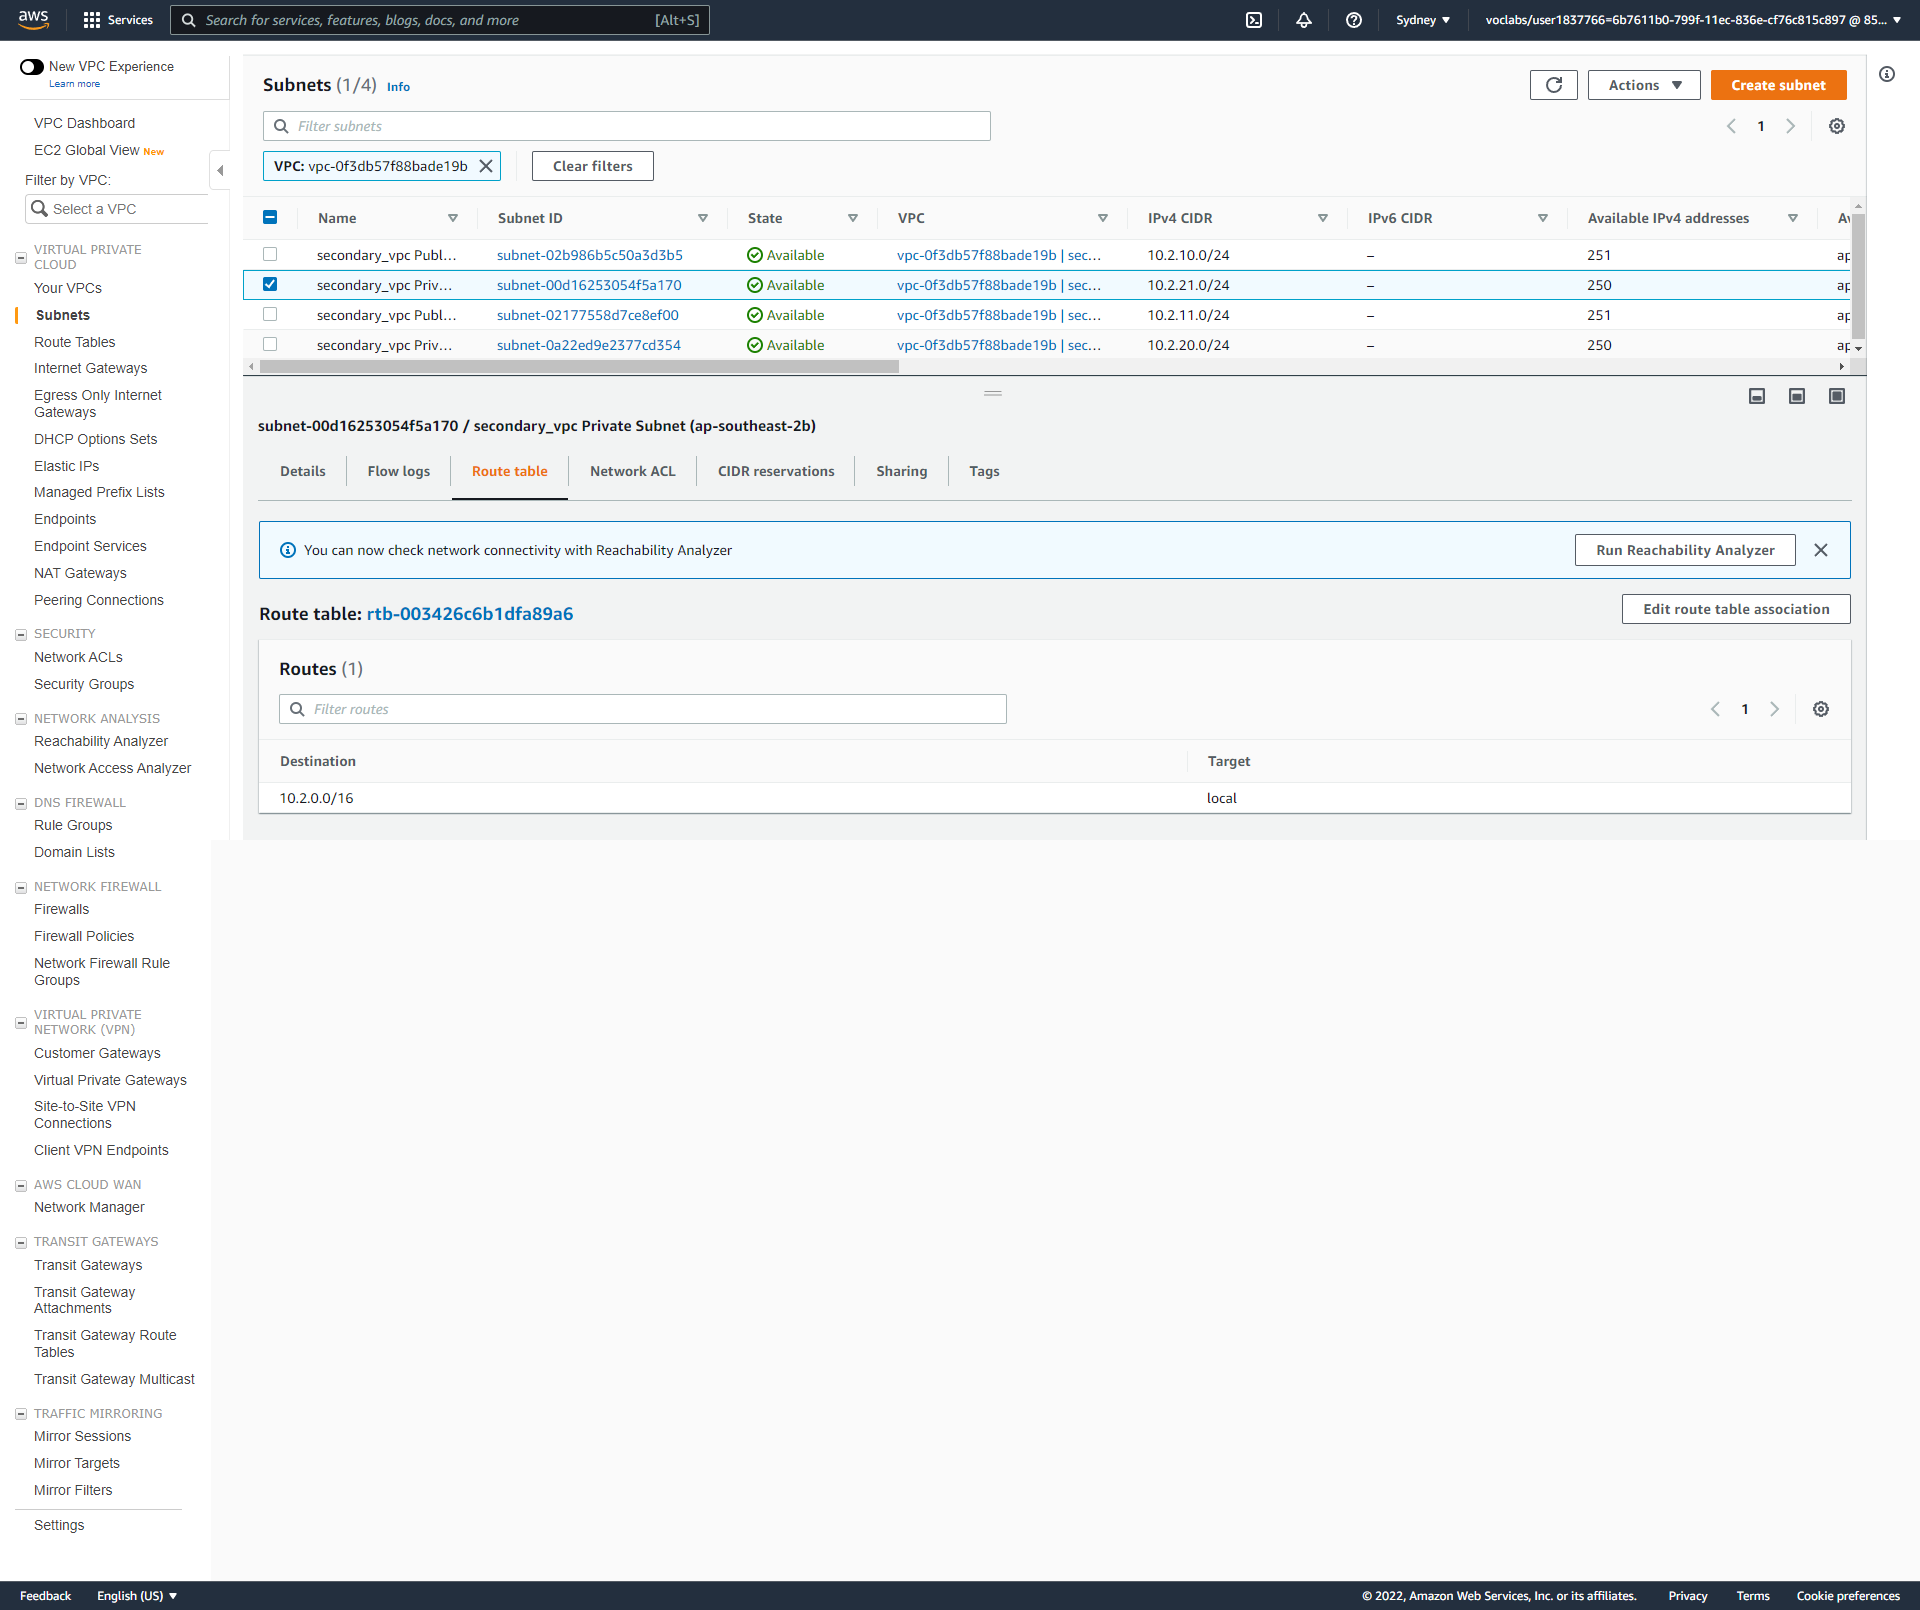 aws
Services
Search for services, features, blogs, docs, and more [Alt+S]
Sydney ▼
voclabs/user1837766=6b7611b0-799f-11ec-836e-cf76c815c897 @ 85... ▼
New VPC Experience
Learn more
VPC Dashboard
EC2 Global View New
Filter by VPC:
Select a VPC
VIRTUAL PRIVATE
CLOUD
Your VPCs
Subnets
Route Tables
Internet Gateways
Egress Only Internet
Gateways
DHCP Options Sets
Elastic IPs
Managed Prefix Lists
Endpoints
Endpoint Services
NAT Gateways
Peering Connections
SECURITY
Network ACLs
Security Groups
NETWORK ANALYSIS
Reachability Analyzer
Network Access Analyzer
DNS FIREWALL
Rule Groups
Domain Lists
NETWORK FIREWALL
Firewalls
Firewall Policies
Network Firewall Rule
Groups
VIRTUAL PRIVATE
NETWORK (VPN)
Customer Gateways
Virtual Private Gateways
Site-to-Site VPN
Connections
Client VPN Endpoints
AWS CLOUD WAN
Network Manager
TRANSIT GATEWAYS
Transit Gateways
Transit Gateway
Attachments
Transit Gateway Route
Tables
Transit Gateway Multicast
TRAFFIC MIRRORING
Mirror Sessions
Mirror Targets
Mirror Filters
Settings
Subnets (1/4) Info
Actions ▼
Create subnet
Filter subnets
1
VPC: vpc-0f3db57f88bade19b
Clear filters
Name Subnet ID State VPC IPv4 CIDR IPv6 CIDR Available IPv4 addresses
secondary_vpc Publ... subnet-02b986b5c50a3d3b5 Available vpc-0f3db57f88bade19b | sec... 10.2.10.0/24 – 251 ap
secondary_vpc Priv... subnet-00d16253054f5a170 Available vpc-0f3db57f88bade19b | sec... 10.2.21.0/24 – 250 ap
secondary_vpc Publ... subnet-02177558d7ce8ef00 Available vpc-0f3db57f88bade19b | sec... 10.2.11.0/24 – 251 ap
secondary_vpc Priv... subnet-0a22ed9e2377cd354 Available vpc-0f3db57f88bade19b | sec... 10.2.20.0/24 – 250 ap
subnet-00d16253054f5a170 / secondary_vpc Private Subnet (ap-southeast-2b)
Details Flow logs Route table Network ACL CIDR reservations Sharing Tags
You can now check network connectivity with Reachability Analyzer
Run Reachability Analyzer
Route table: rtb-003426c6b1dfa89a6
Edit route table association
Routes (1)
Filter routes
1
Destination Target
10.2.0.0/16 local
Feedback English (US) ▼
© 2022, Amazon Web Services, Inc. or its affiliates. Privacy Terms Cookie preferences